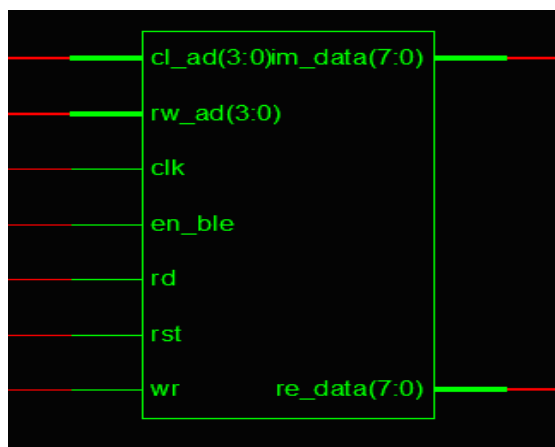 cl_ad(3:0)im_data(7:0)
rw_ad(3:0)
clk
en_ble
rd
rst
wr re_data(7:0)